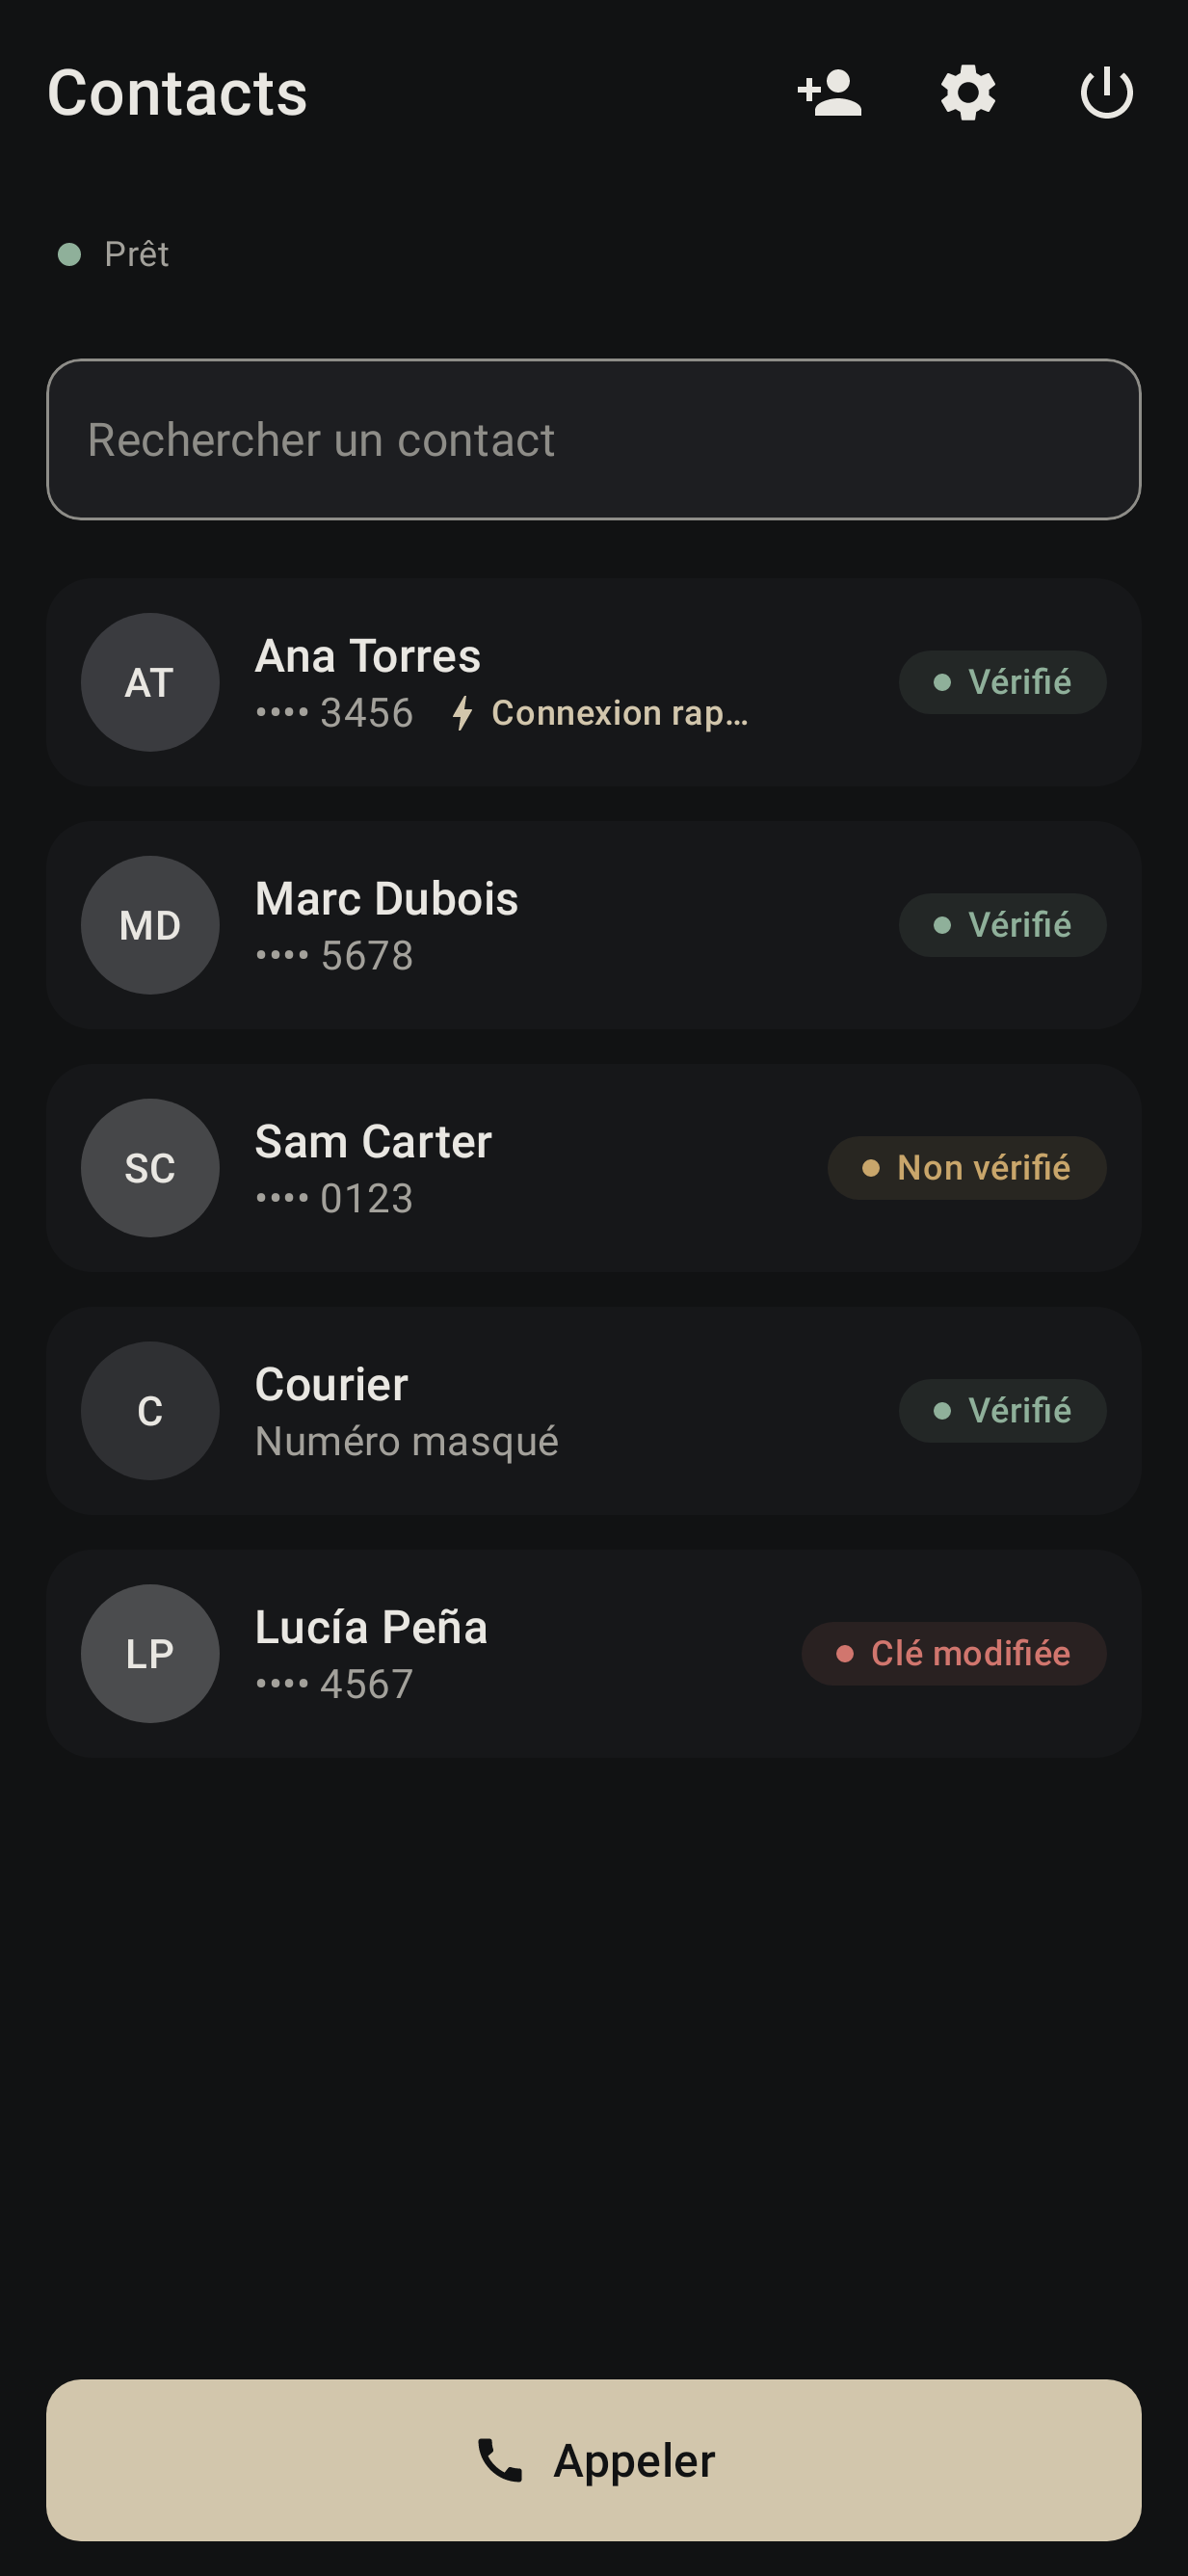 Contacts
Prêt
Rechercher un contact
AT
Ana Torres
•••• 3456 Connexion rap…
Vérifié
MD
Marc Dubois
•••• 5678
Vérifié
SC
Sam Carter
•••• 0123
Non vérifié
C
Courier
Numéro masqué
Vérifié
LP
Lucía Peña
•••• 4567
Clé modifiée
Appeler